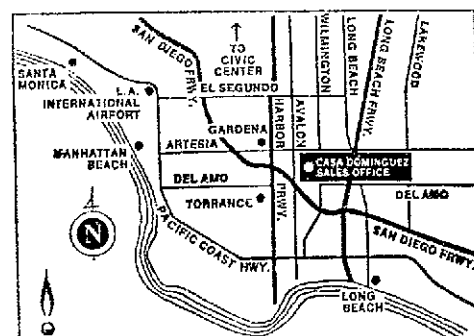 SAN DIEGO FRWY.
TO
CIVIC
CENTER
WILMINGTON
LONG BEACH
LONG BEACH FRWY.
LAKEWOOD
SANTA
MONICA
L.A.
INTERNATIONAL
AIRPORT
EL SEGUNDO
HARBOR
FRWY.
AVALON
GARDENA
ARTESIA
MANHATTAN
BEACH
CASA DOMINGUEZ
SALES OFFICE
DEL AMO
DEL AMO
TORRANCE
N
PACIFIC COAST HWY.
SAN DIEGO FRWY.
LONG
BEACH